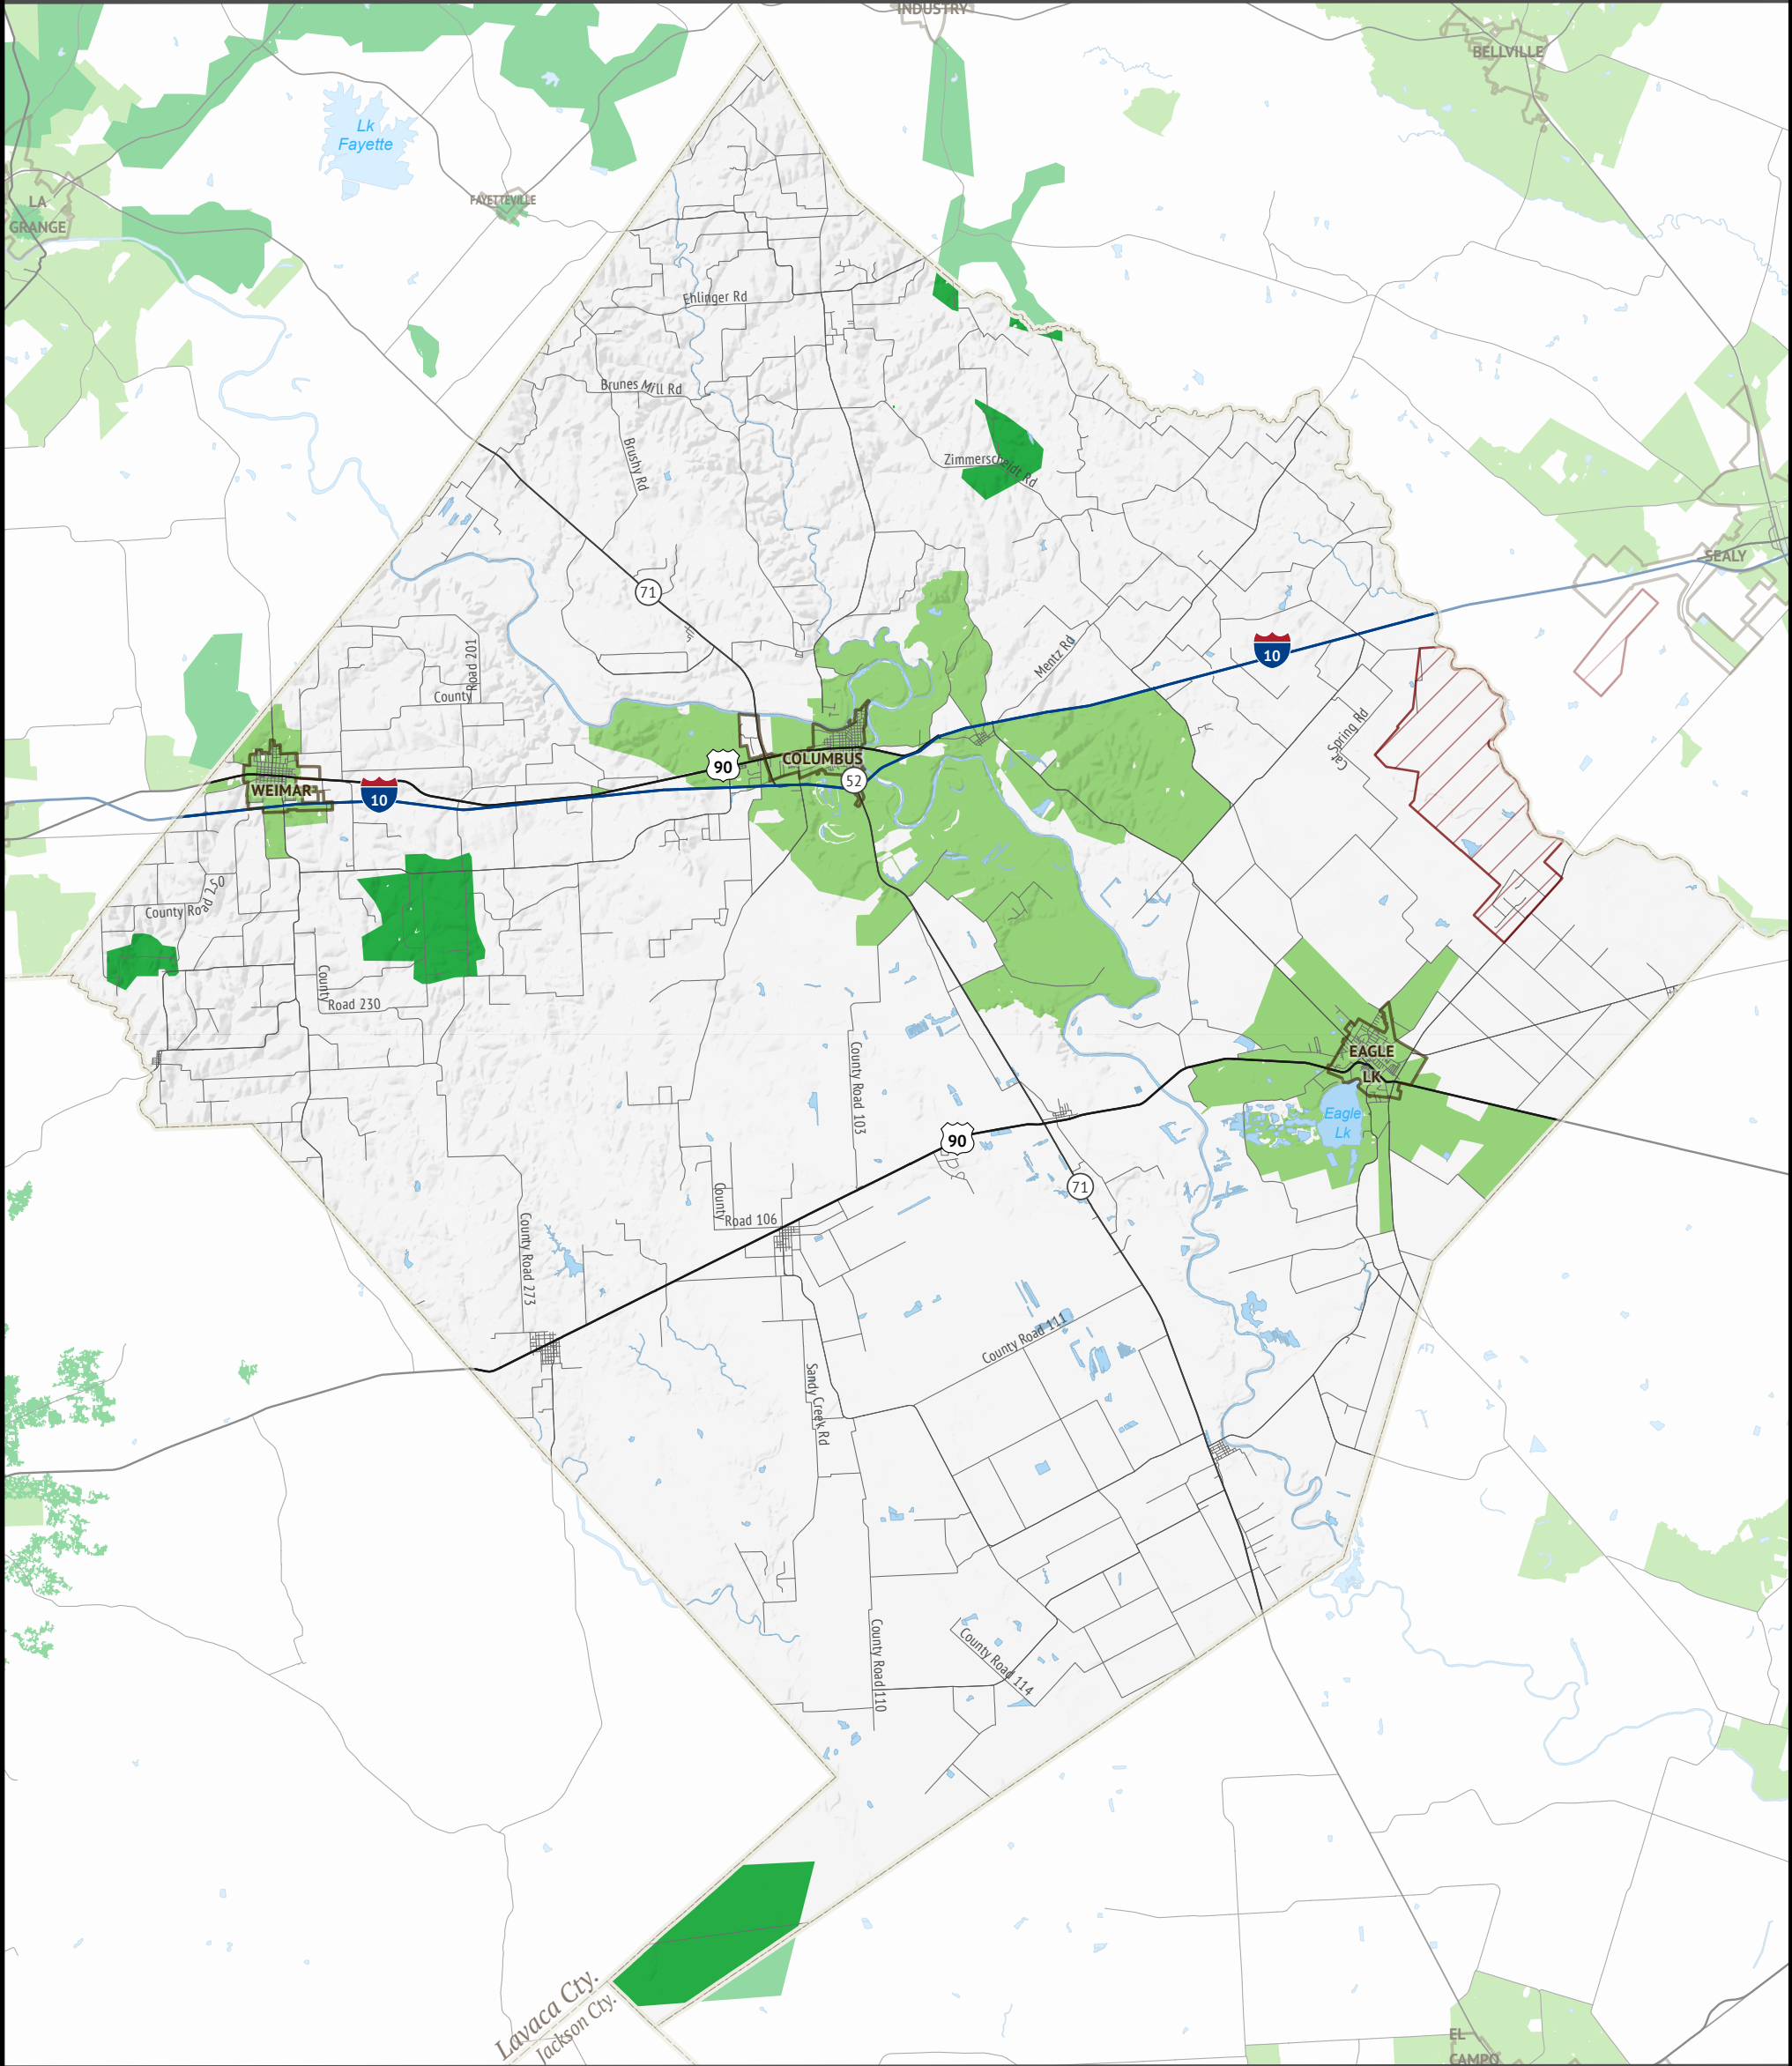 INDUSTRY
BELLVILLE
Lk
Fayette
LA
GRANGE
FAYETTEVILLE
Ehlinger Rd
Brunes Mill Rd
Brushy Rd
Zimmerscheidt Rd
SEALY
71
10
Mentz Rd
County
Road 201
Cat Spring Rd
90
COLUMBUS
52
WEIMAR
10
County Road 250
County
Road 230
EAGLE
LK
County Road 103
Eagle
Lk
90
71
County
Road 106
County Road 273
County Road 111
Sandy Creek Rd
County Road 114
County Road 110
Lavaca Cty.
Jackson Cty.
EL
CAMPO